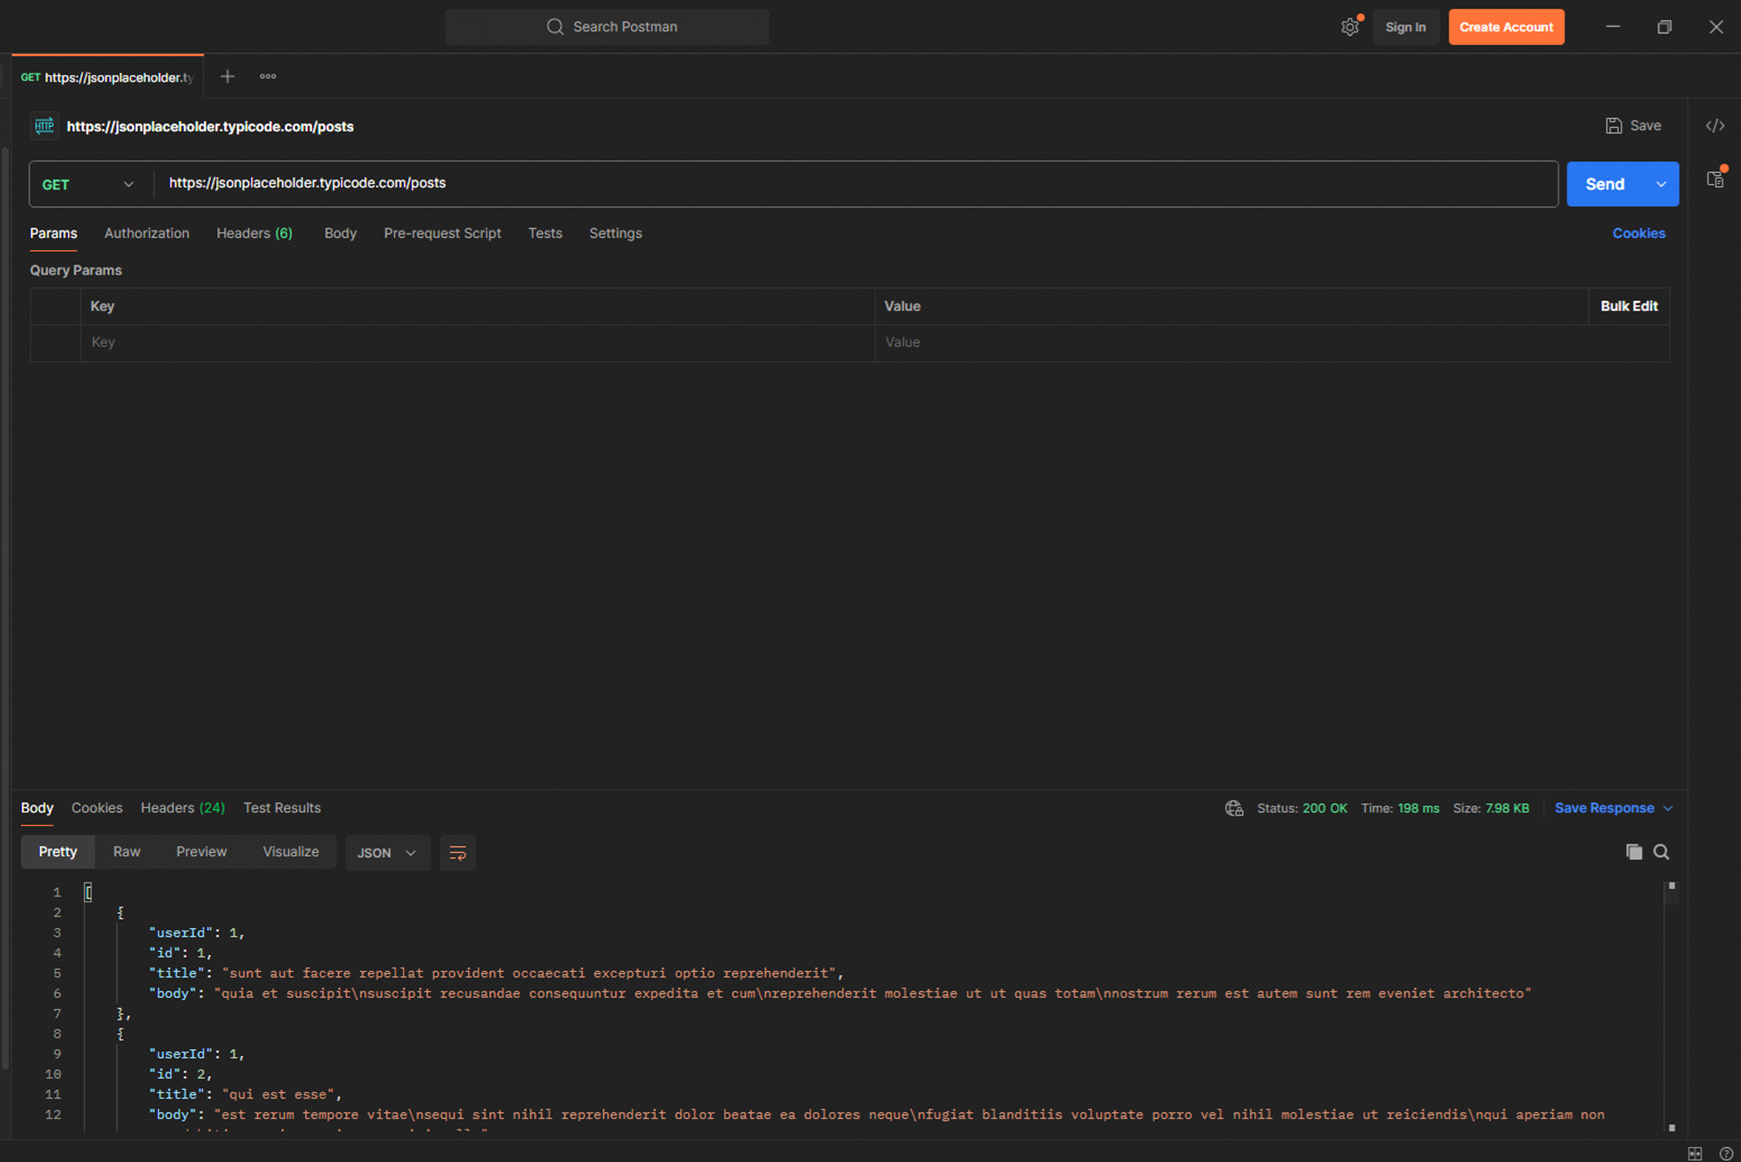 Search Postman
Sign In
Create Account
GET https://jsonplaceholder.ty
HTTP
https://jsonplaceholder.typicode.com/posts
Save
</>
GET
https://jsonplaceholder.typicode.com/posts
Send
Params Authorization Headers (6) Body Pre-request Script Tests Settings Cookies
Query Params
Key Value Bulk Edit
Key Value
Body Cookies Headers (24) Test Results Status: 200 OK Time: 198 ms Size: 7.98 KB Save Response
Pretty Raw Preview Visualize JSON
1 [
2 {
3 "userId": 1,
4 "id": 1,
5 "title": "sunt aut facere repellat provident occaecati excepturi optio reprehenderit",
6 "body": "quia et suscipit\nsuscipit recusandae consequuntur expedita et cum\nreprehenderit molestiae ut ut quas totam\nnostrum rerum est autem sunt rem eveniet architecto"
7 },
8 {
9 "userId": 1,
10 "id": 2,
11 "title": "qui est esse",
12 "body": "est rerum tempore vitae\nsequi sint nihil reprehenderit dolor beatae ea dolores neque\nfugiat blanditiis voluptate porro vel nihil molestiae ut reiciendis\nqui aperiam non